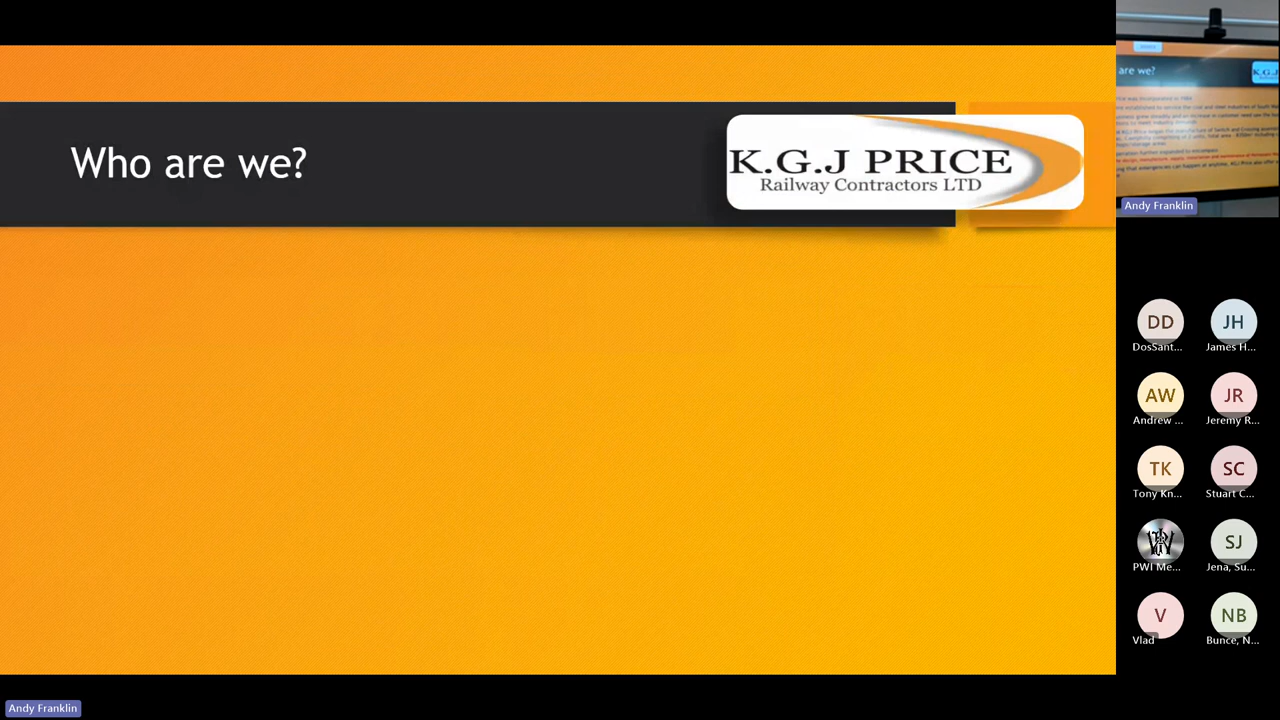 Who are we?
K.G.J PRICE
Railway Contractors LTD
are we?
K.G.J
Andy Franklin
DD
DosSant...
JH
James H...
AW
Andrew ...
JR
Jeremy R...
TK
Tony Kn...
SC
Stuart C...
PWI Me...
SJ
Jena, Su...
V
Vlad
NB
Bunce, N...
Andy Franklin